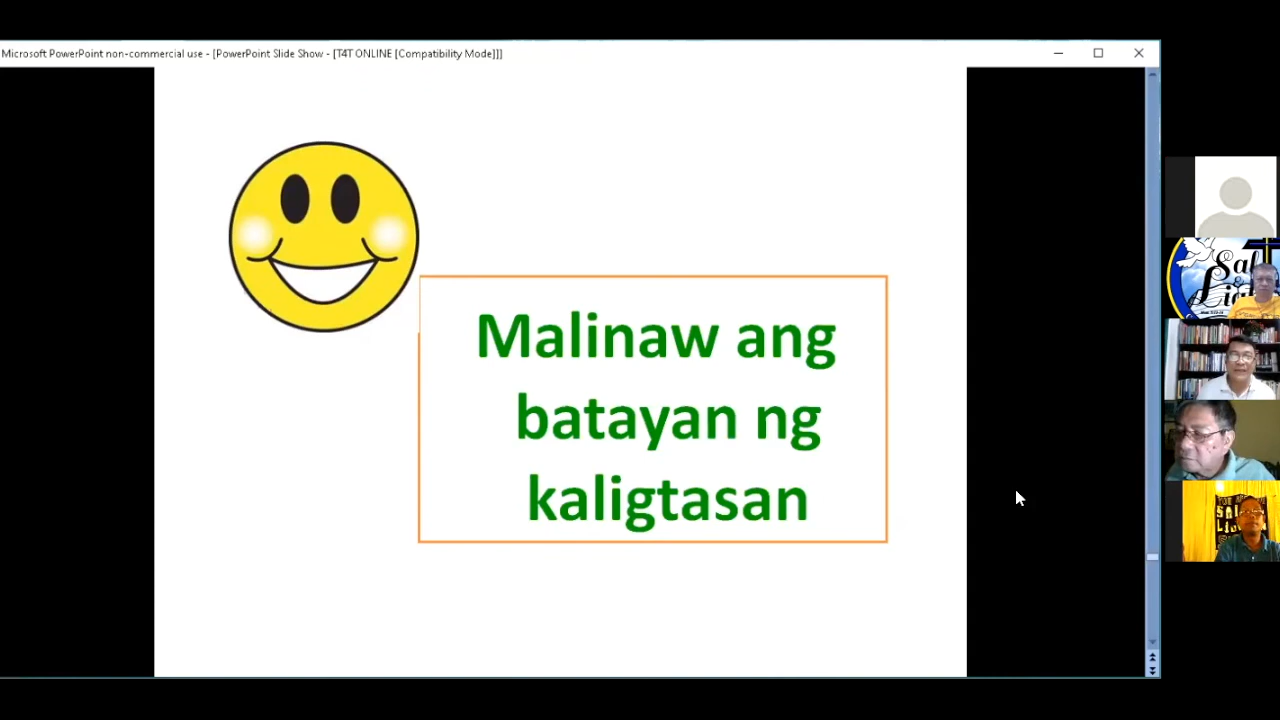 Microsoft PowerPoint non-commercial use - [PowerPoint Slide Show - [T4T ONLINE [Compatibility Mode]]]
Malinaw ang
batayan ng
kaligtasan